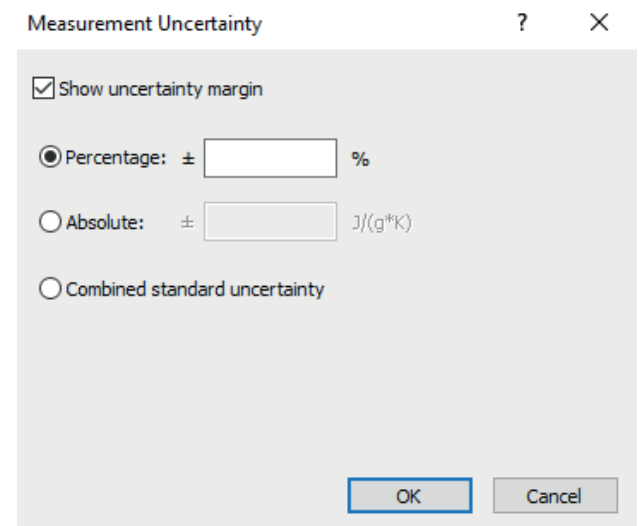 Measurement Uncertainty ?
Show uncertainty margin
Percentage: ± %
Absolute: ± J/(g*K)
Combined standard uncertainty
OK Cancel